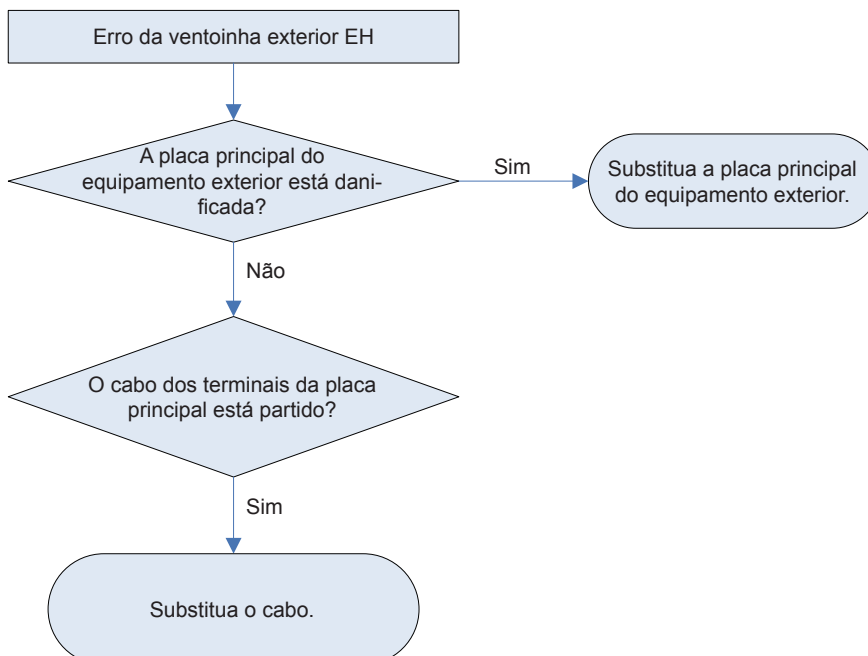 Erro da ventoinha exterior EH
A placa principal do
equipamento exterior está dani-
ficada?
Sim
Substitua a placa principal
do equipamento exterior.
Não
O cabo dos terminais da placa
principal está partido?
Sim
Substitua o cabo.